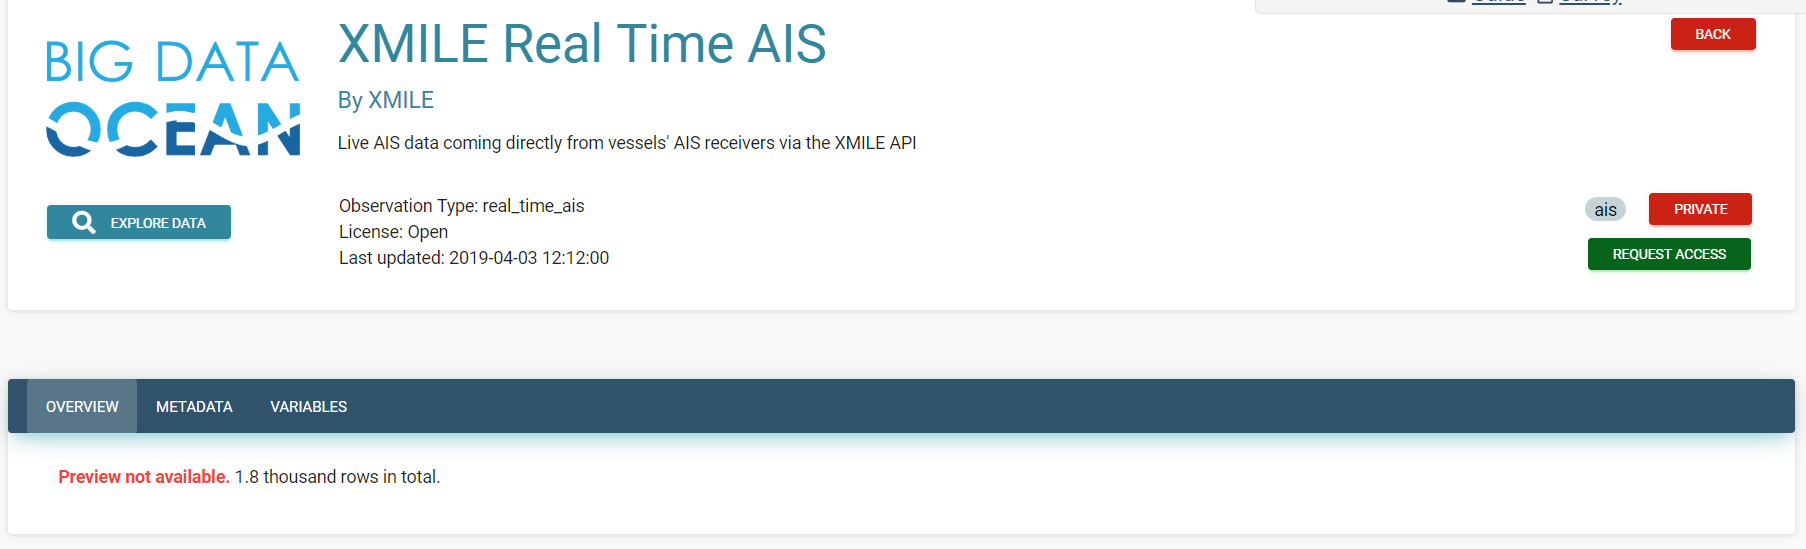 Guide Survey
BIG DATA
OCEAN
XMILE Real Time AIS
BACK
By XMILE
Live AIS data coming directly from vessels' AIS receivers via the XMILE API
EXPLORE DATA
Observation Type: real_time_ais
License: Open
Last updated: 2019-04-03 12:12:00
ais
PRIVATE
REQUEST ACCESS
OVERVIEW METADATA VARIABLES
Preview not available. 1.8 thousand rows in total.